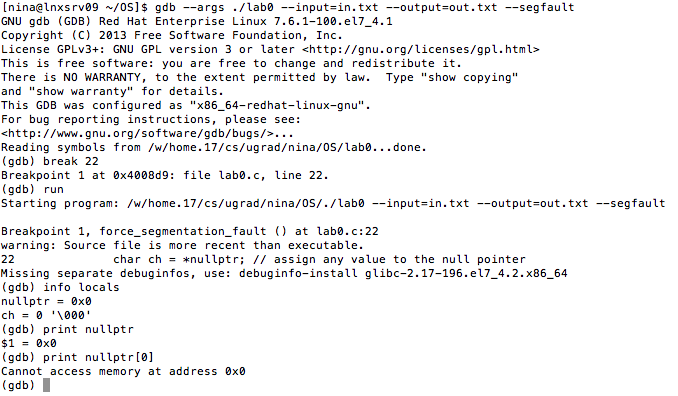 [nina@lnxsrv09 ~/OS]$ gdb --args ./lab0 --input=in.txt --output=out.txt --segfault
GNU gdb (GDB) Red Hat Enterprise Linux 7.6.1-100.el7_4.1
Copyright (C) 2013 Free Software Foundation, Inc.
License GPLv3+: GNU GPL version 3 or later <http://gnu.org/licenses/gpl.html>
This is free software: you are free to change and redistribute it.
There is NO WARRANTY, to the extent permitted by law.  Type "show copying"
and "show warranty" for details.
This GDB was configured as "x86_64-redhat-linux-gnu".
For bug reporting instructions, please see:
<http://www.gnu.org/software/gdb/bugs/>...
Reading symbols from /w/home.17/cs/ugrad/nina/OS/lab0...done.
(gdb) break 22
Breakpoint 1 at 0x4008d9: file lab0.c, line 22.
(gdb) run
Starting program: /w/home.17/cs/ugrad/nina/OS/./lab0 --input=in.txt --output=out.txt --segfault
Breakpoint 1, force_segmentation_fault () at lab0.c:22
warning: Source file is more recent than executable.
22          char ch = *nullptr; // assign any value to the null pointer
Missing separate debuginfos, use: debuginfo-install glibc-2.17-196.el7_4.2.x86_64
(gdb) info locals
nullptr = 0x0
ch = 0 '\000'
(gdb) print nullptr
$1 = 0x0
(gdb) print nullptr[0]
Cannot access memory at address 0x0
(gdb)